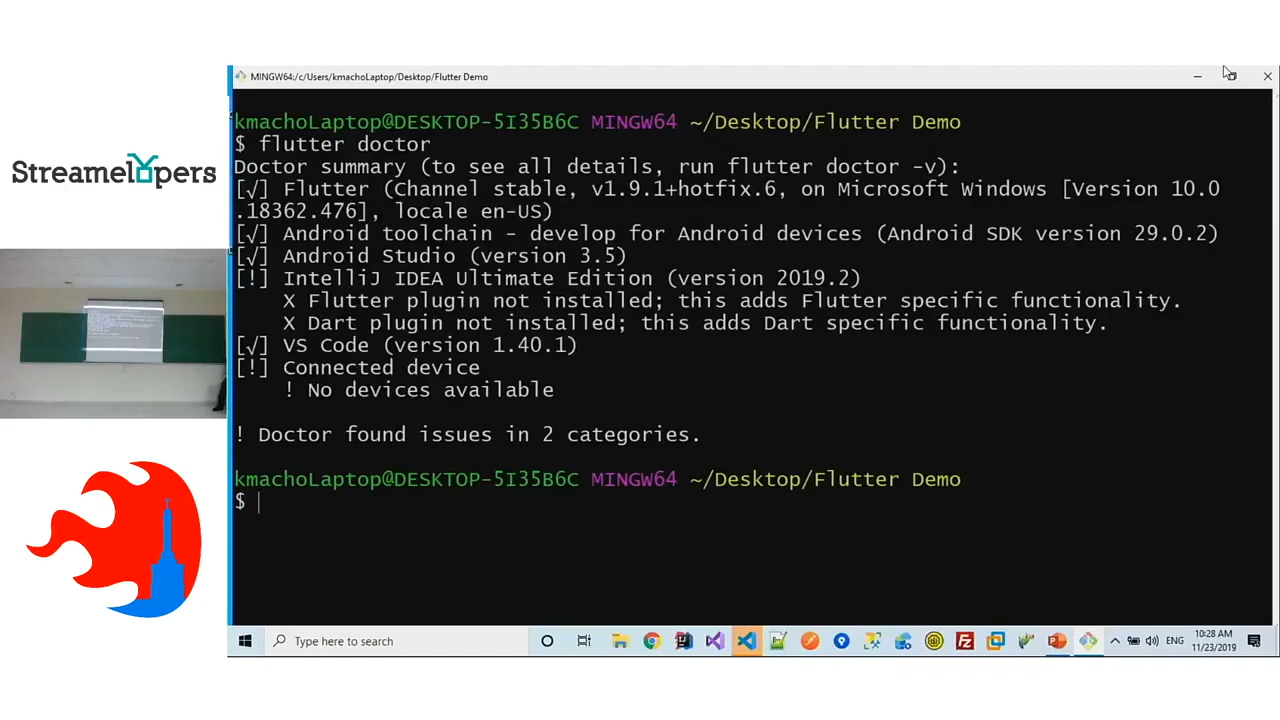 MINGW64:/c/Users/kmachoLaptop/Desktop/Flutter Demo
kmachoLaptop@DESKTOP-5I35B6C MINGW64 ~/Desktop/Flutter Demo
$ flutter doctor
Doctor summary (to see all details, run flutter doctor -v):
[√] Flutter (Channel stable, v1.9.1+hotfix.6, on Microsoft Windows [Version 10.0
.18362.476], locale en-US)
[√] Android toolchain - develop for Android devices (Android SDK version 29.0.2)
[√] Android Studio (version 3.5)
[!] IntelliJ IDEA Ultimate Edition (version 2019.2)
X Flutter plugin not installed; this adds Flutter specific functionality.
X Dart plugin not installed; this adds Dart specific functionality.
[√] VS Code (version 1.40.1)
[!] Connected device
! No devices available
! Doctor found issues in 2 categories.
kmachoLaptop@DESKTOP-5I35B6C MINGW64 ~/Desktop/Flutter Demo
$
Streamelopers
Type here to search
ENG
10:28 AM
11/23/2019